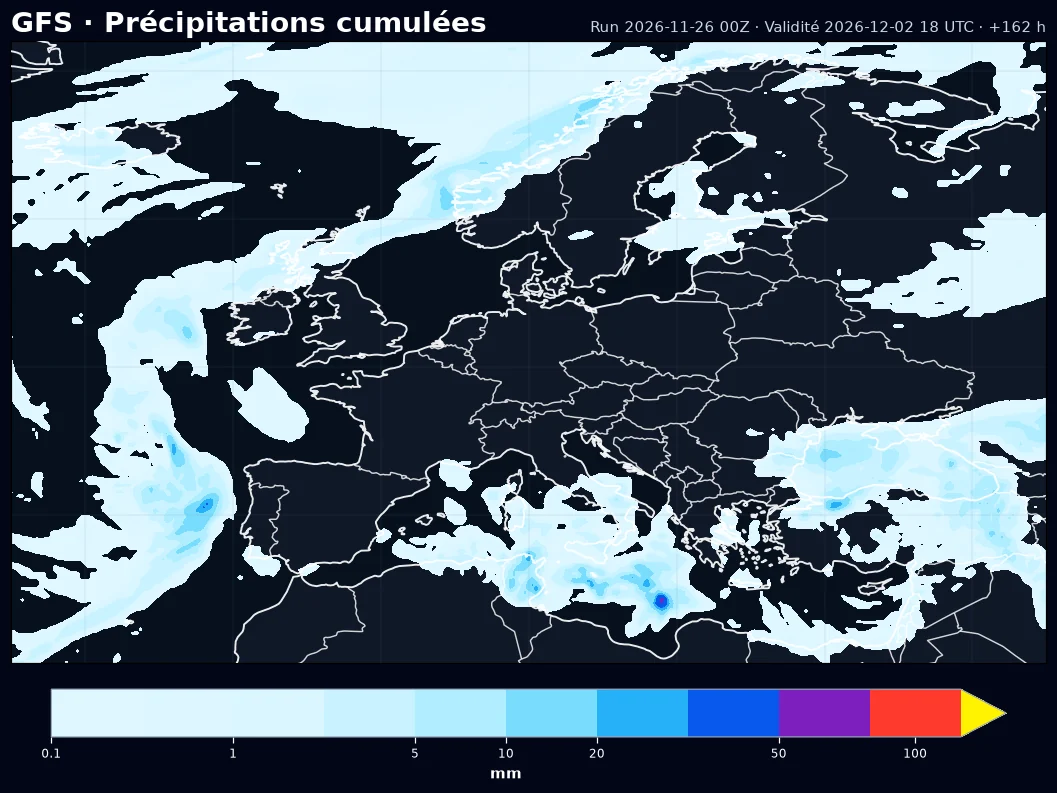 GFS · Précipitations cumulées
Run 2026-11-26 00Z · Validité 2026-12-02 18 UTC · +162 h
0.1 1 5 10 20 50 100
mm